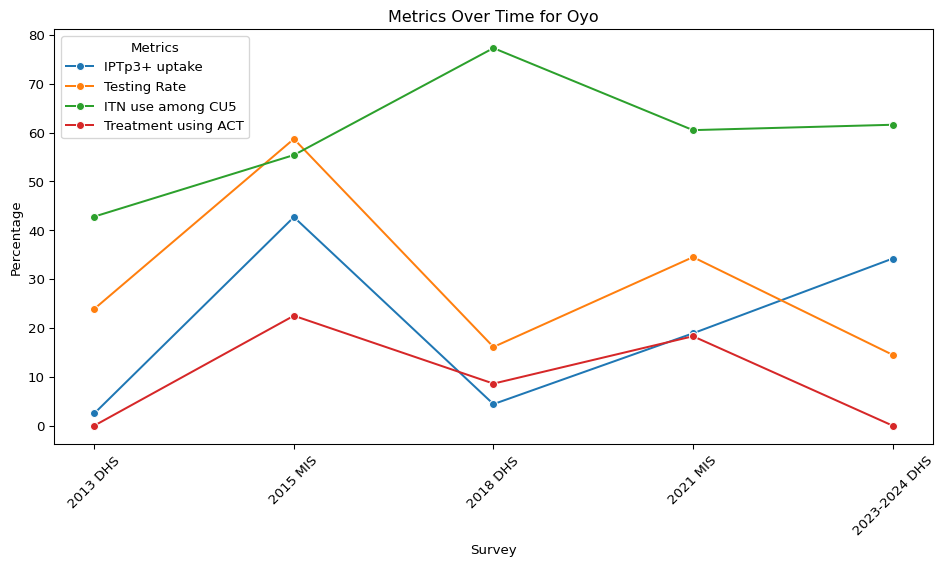 Metrics Over Time for Oyo
Metrics
IPTp3+ uptake
Testing Rate
ITN use among CU5
Treatment using ACT
Percentage
80
70
60
50
40
30
20
10
0
2013 DHS
2015 MIS
2018 DHS
2021 MIS
2023-2024 DHS
Survey